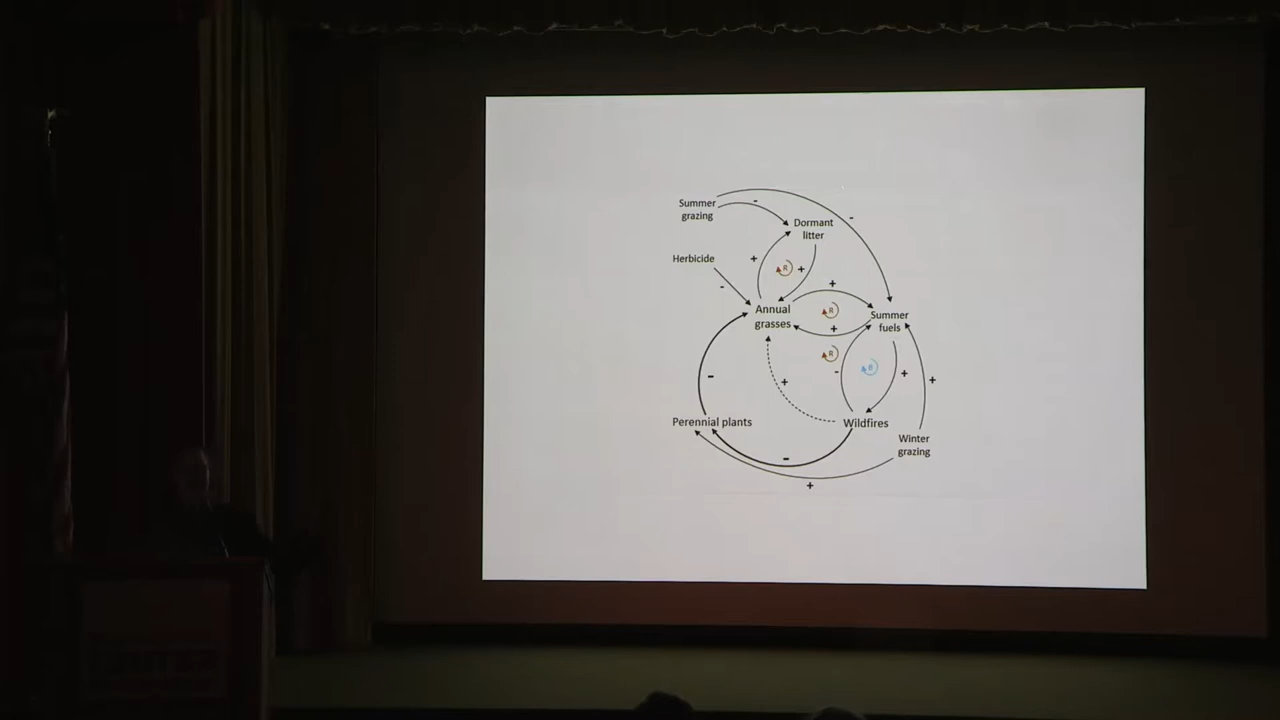 Summer
grazing
-
-
Dormant
litter
Herbicide
+
R
+
-
+
Annual
grasses
R
Summer
fuels
+
R
-
B
+
+
-
+
Perennial plants
Wildfires
Winter
grazing
-
+